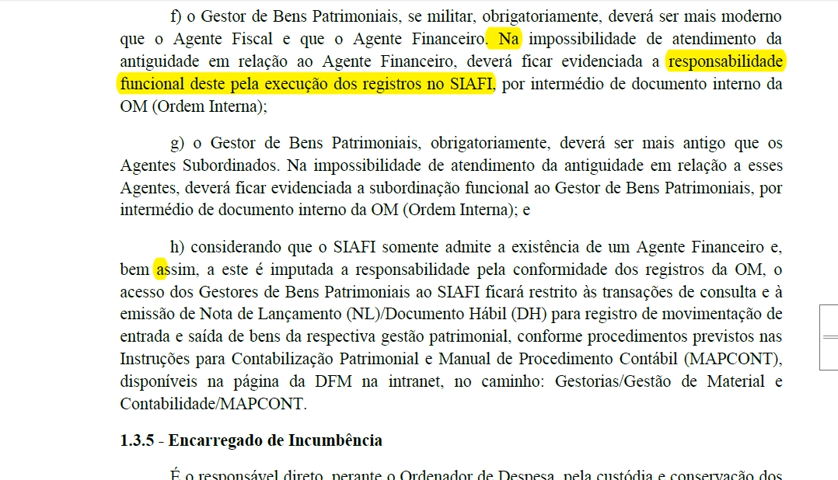 f) o Gestor de Bens Patrimoniais, se militar, obrigatoriamente, deverá ser mais moderno
que o Agente Fiscal e que o Agente Financeiro. Na impossibilidade de atendimento da
antiguidade em relação ao Agente Financeiro, deverá ficar evidenciada a responsabilidade
funcional deste pela execução dos registros no SIAFI, por intermédio de documento interno da
OM (Ordem Interna);
g) o Gestor de Bens Patrimoniais, obrigatoriamente, deverá ser mais antigo que os
Agentes Subordinados. Na impossibilidade de atendimento da antiguidade em relação a esses
Agentes, deverá ficar evidenciada a subordinação funcional ao Gestor de Bens Patrimoniais, por
intermédio de documento interno da OM (Ordem Interna); e
h) considerando que o SIAFI somente admite a existência de um Agente Financeiro e,
bem assim, a este é imputada a responsabilidade pela conformidade dos registros da OM, o
acesso dos Gestores de Bens Patrimoniais ao SIAFI ficará restrito às transações de consulta e à
emissão de Nota de Lançamento (NL)/Documento Hábil (DH) para registro de movimentação de
entrada e saída de bens da respectiva gestão patrimonial, conforme procedimentos previstos nas
Instruções para Contabilização Patrimonial e Manual de Procedimento Contábil (MAPCONT),
disponíveis na página da DFM na intranet, no caminho: Gestorias/Gestão de Material e
Contabilidade/MAPCONT.
1.3.5 - Encarregado de Incumbência
É o responsável direto, perante o Ordenador de Despesa, pela custódia e conservação dos